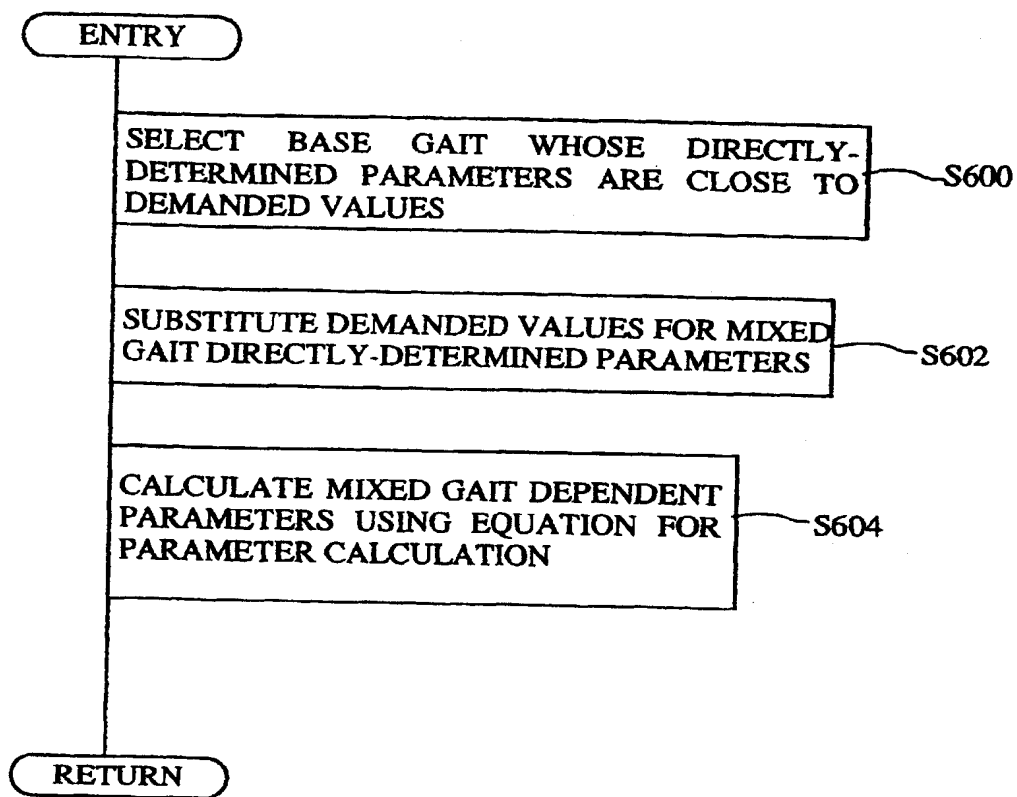 ENTRY
SELECT BASE GAIT WHOSE DIRECTLY-
DETERMINED PARAMETERS ARE CLOSE TO
DEMANDED VALUES
S600
SUBSTITUTE DEMANDED VALUES FOR MIXED
GAIT DIRECTLY-DETERMINED PARAMETERS
S602
CALCULATE MIXED GAIT DEPENDENT
PARAMETERS USING EQUATION FOR
PARAMETER CALCULATION
S604
RETURN